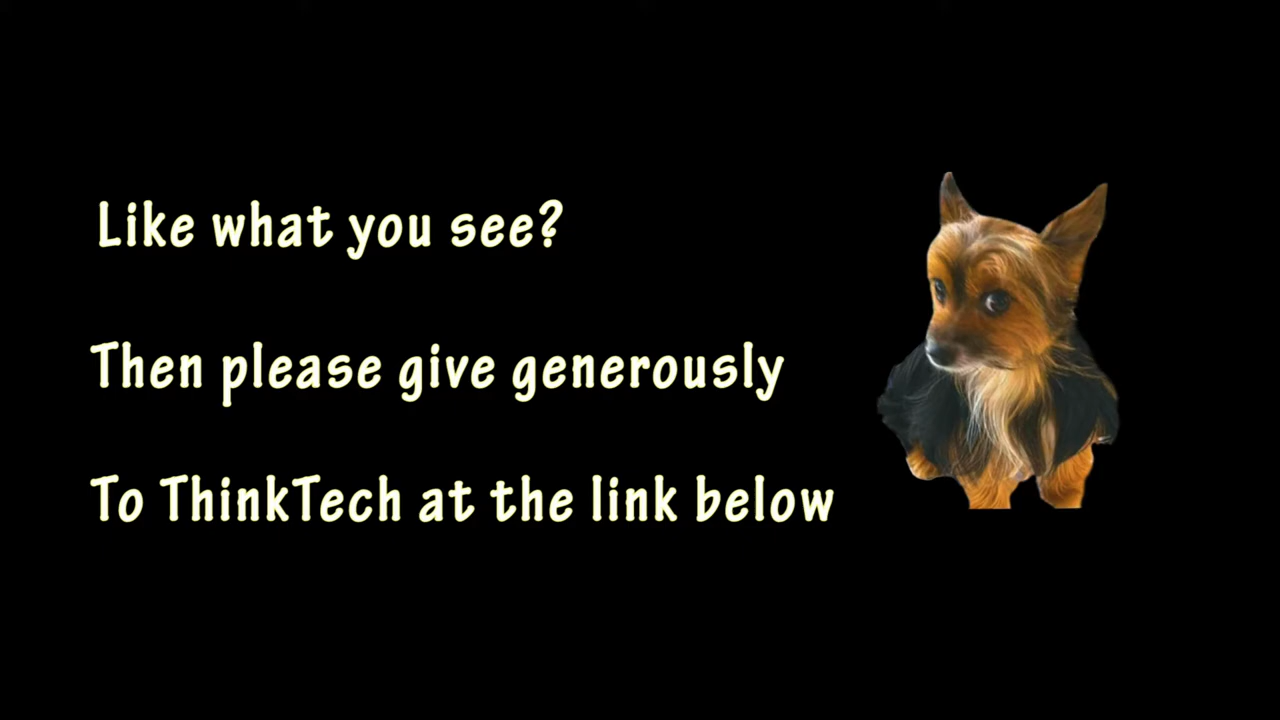 Like what you see?
Then please give generously
To ThinkTech at the link below